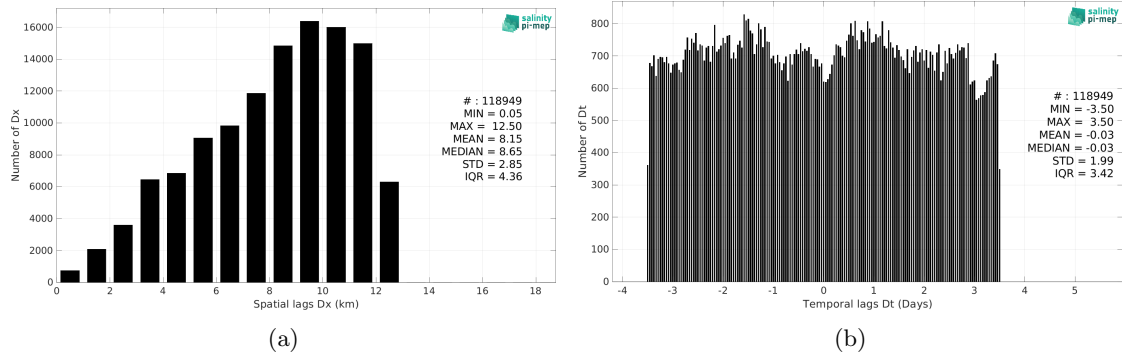 16000
14000
12000
10000
8000
6000
4000
2000
0
Number of Dx
0 2 4 6 8 10 12 14 16 18
Spatial lags Dx (km)
salinity
pi-mep
# : 118949
MIN = 0.05
MAX = 12.50
MEAN = 8.15
MEDIAN = 8.65
STD = 2.85
IQR = 4.36
(a)
800
700
600
500
400
300
200
100
0
Number of Dt
-4 -3 -2 -1 0 1 2 3 4 5
Temporal lags Dt (Days)
salinity
pi-mep
# : 118949
MIN = -3.50
MAX = 3.50
MEAN = -0.03
MEDIAN = -0.03
STD = 1.99
IQR = 3.42
(b)